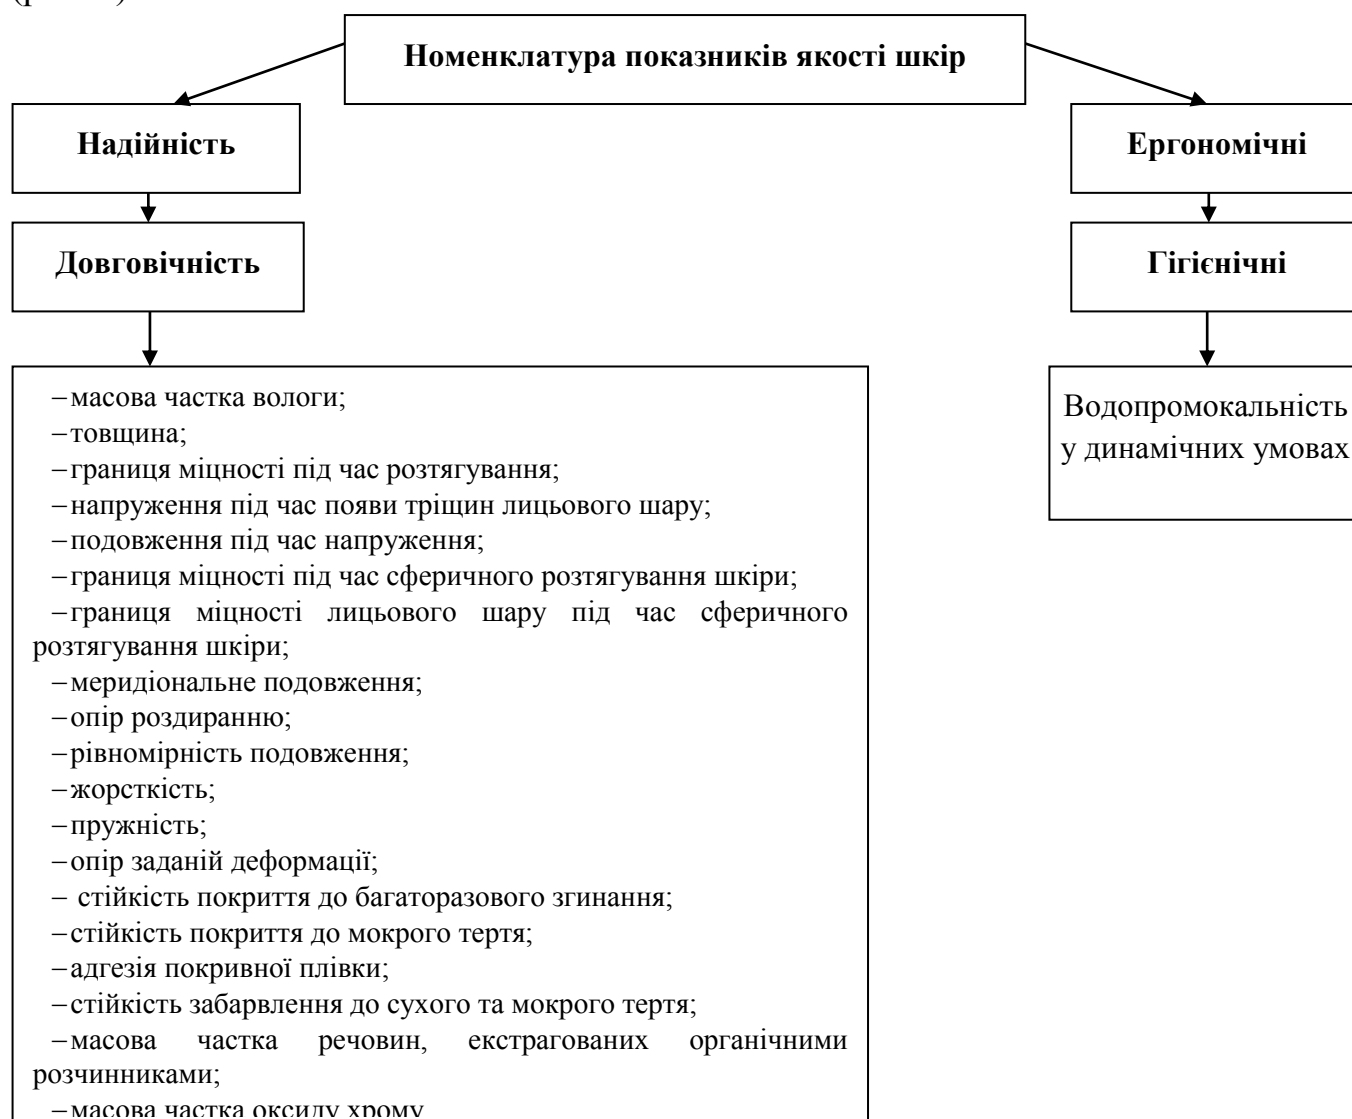 Номенклатура показників якості шкір
Надійність
Ергономічні
Довговічність
Гігієнічні
–масова частка вологи;
–товщина;
–границя міцності під час розтягування;
–напруження під час появи тріщин лицьового шару;
–подовження під час напруження;
–границя міцності під час сферичного розтягування шкіри;
–границя міцності лицьового шару під час сферичного
розтягування шкіри;
–меридіональне подовження;
–опір роздиранню;
–рівномірність подовження;
–жорсткість;
–пружність;
–опір заданій деформації;
– стійкість покриття до багаторазового згинання;
–стійкість покриття до мокрого тертя;
–адгезія покривної плівки;
–стійкість забарвлення до сухого та мокрого тертя;
–масова частка речовин, екстрагованих органічними
розчинниками;
–масова частка оксиду хрому
Водопромокальність
у динамічних умовах